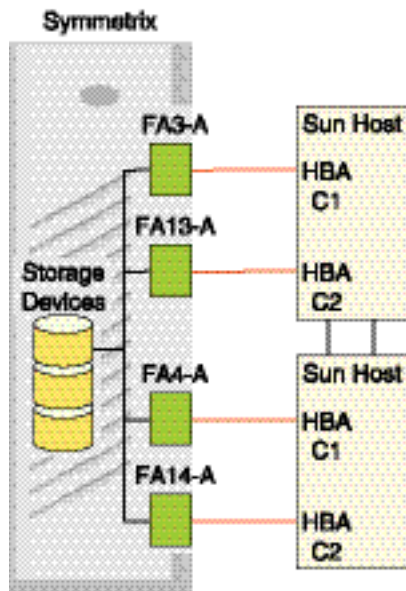 Symmetrix
FA3-A
Sun Host
HBA
C1
FA13-A
HBA
C2
Storage
Devices
FA4-A
Sun Host
HBA
C1
FA14-A
HBA
C2